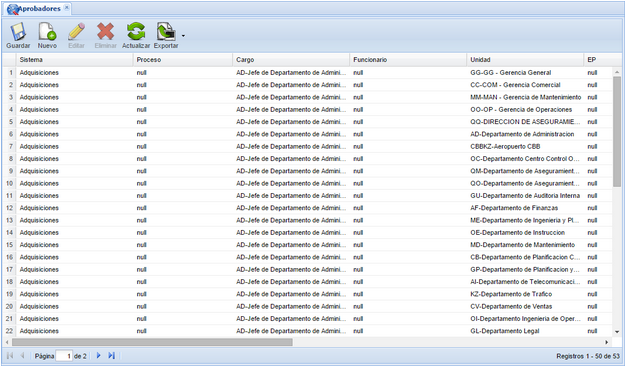 Aprobadores
Guardar Nuevo Editar Eliminar Actualizar Exportar
Sistema Proceso Cargo Funcionario Unidad EP
1 Adquisiciones null AD-Jefe de Departamento de Admini... null GG-GG - Gerencia General null
2 Adquisiciones null AD-Jefe de Departamento de Admini... null CC-COM - Gerencia Comercial null
3 Adquisiciones null AD-Jefe de Departamento de Admini... null MM-MAN - Gerencia de Mantenimiento null
4 Adquisiciones null AD-Jefe de Departamento de Admini... null OO-OP - Gerencia de Operaciones null
5 Adquisiciones null AD-Jefe de Departamento de Admini... null QQ-DIRECCION DE ASEGURAMIE... null
6 Adquisiciones null AD-Jefe de Departamento de Admini... null AD-Departamento de Administracion null
7 Adquisiciones null AD-Jefe de Departamento de Admini... null CBBKZ-Aeropuerto CBB null
8 Adquisiciones null AD-Jefe de Departamento de Admini... null OC-Departamento Centro Control O... null
9 Adquisiciones null AD-Jefe de Departamento de Admini... null QM-Departamento de Aseguramient... null
10 Adquisiciones null AD-Jefe de Departamento de Admini... null QO-Departamento de Aseguramient... null
11 Adquisiciones null AD-Jefe de Departamento de Admini... null GU-Departamento de Auditoria Interna null
12 Adquisiciones null AD-Jefe de Departamento de Admini... null AF-Departamento de Finanzas null
13 Adquisiciones null AD-Jefe de Departamento de Admini... null ME-Departamento de Ingenieria y Pl... null
14 Adquisiciones null AD-Jefe de Departamento de Admini... null OE-Departamento de Instruccion null
15 Adquisiciones null AD-Jefe de Departamento de Admini... null MD-Departamento de Mantenimiento null
16 Adquisiciones null AD-Jefe de Departamento de Admini... null CB-Departamento de Planificacion C... null
17 Adquisiciones null AD-Jefe de Departamento de Admini... null GP-Departamento de Planificacion y... null
18 Adquisiciones null AD-Jefe de Departamento de Admini... null AI-Departamento de Telecomunicaci... null
19 Adquisiciones null AD-Jefe de Departamento de Admini... null KZ-Departamento de Trafico null
20 Adquisiciones null AD-Jefe de Departamento de Admini... null CV-Departamento de Ventas null
21 Adquisiciones null AD-Jefe de Departamento de Admini... null OI-Departamento Ingenieria de Oper... null
22 Adquisiciones null AD-Jefe de Departamento de Admini... null GL-Departamento Legal null
Página 1 de 2 Registros 1 - 50 de 53